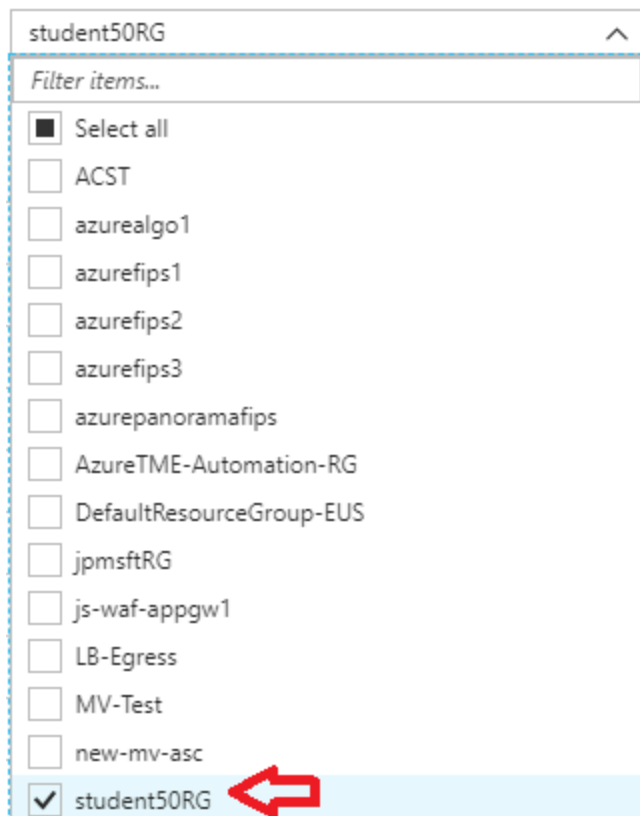 student50RG
Filter items...
Select all
ACST
azurealgo1
azurefips1
azurefips2
azurefips3
azurepanoramafips
AzureTME-Automation-RG
DefaultResourceGroup-EUS
jpmsftRG
js-waf-appgw1
LB-Egress
MV-Test
new-mv-asc
student50RG